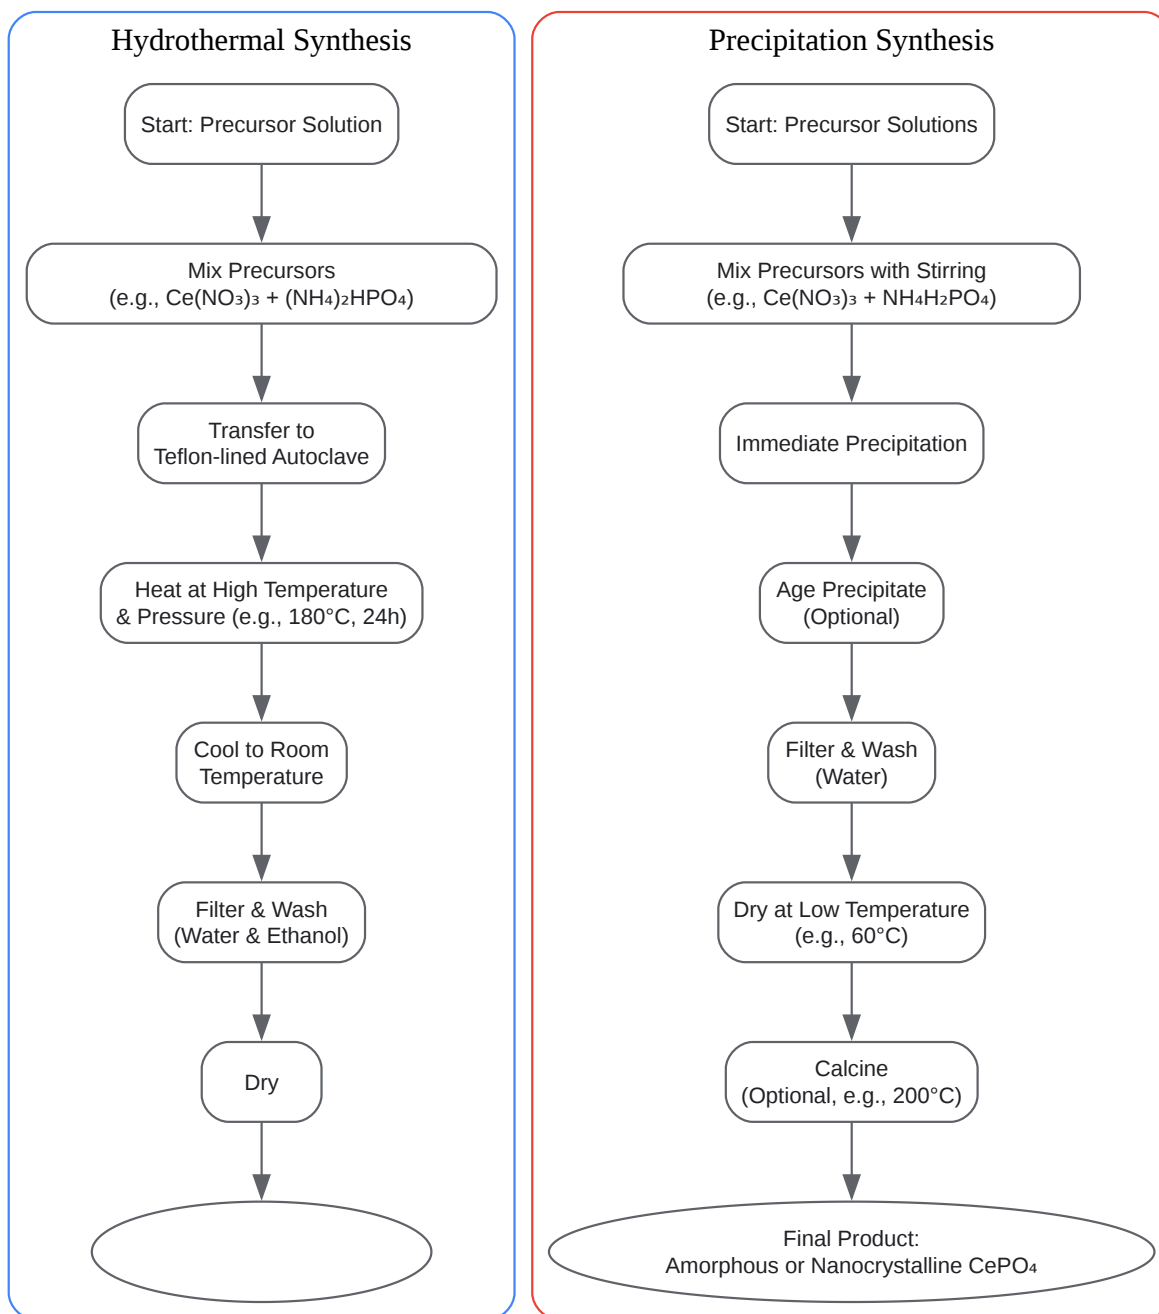 Hydrothermal Synthesis
Start: Precursor Solution
Mix Precursors
(e.g., Ce(NO₃)₃ + (NH₄)₂HPO₄)
Transfer to
Teflon-lined Autoclave
Heat at High Temperature
& Pressure (e.g., 180°C, 24h)
Cool to Room
Temperature
Filter & Wash
(Water & Ethanol)
Dry
Precipitation Synthesis
Start: Precursor Solutions
Mix Precursors with Stirring
(e.g., Ce(NO₃)₃ + NH₄H₂PO₄)
Immediate Precipitation
Age Precipitate
(Optional)
Filter & Wash
(Water)
Dry at Low Temperature
(e.g., 60°C)
Calcine
(Optional, e.g., 200°C)
Final Product:
Amorphous or Nanocrystalline CePO₄